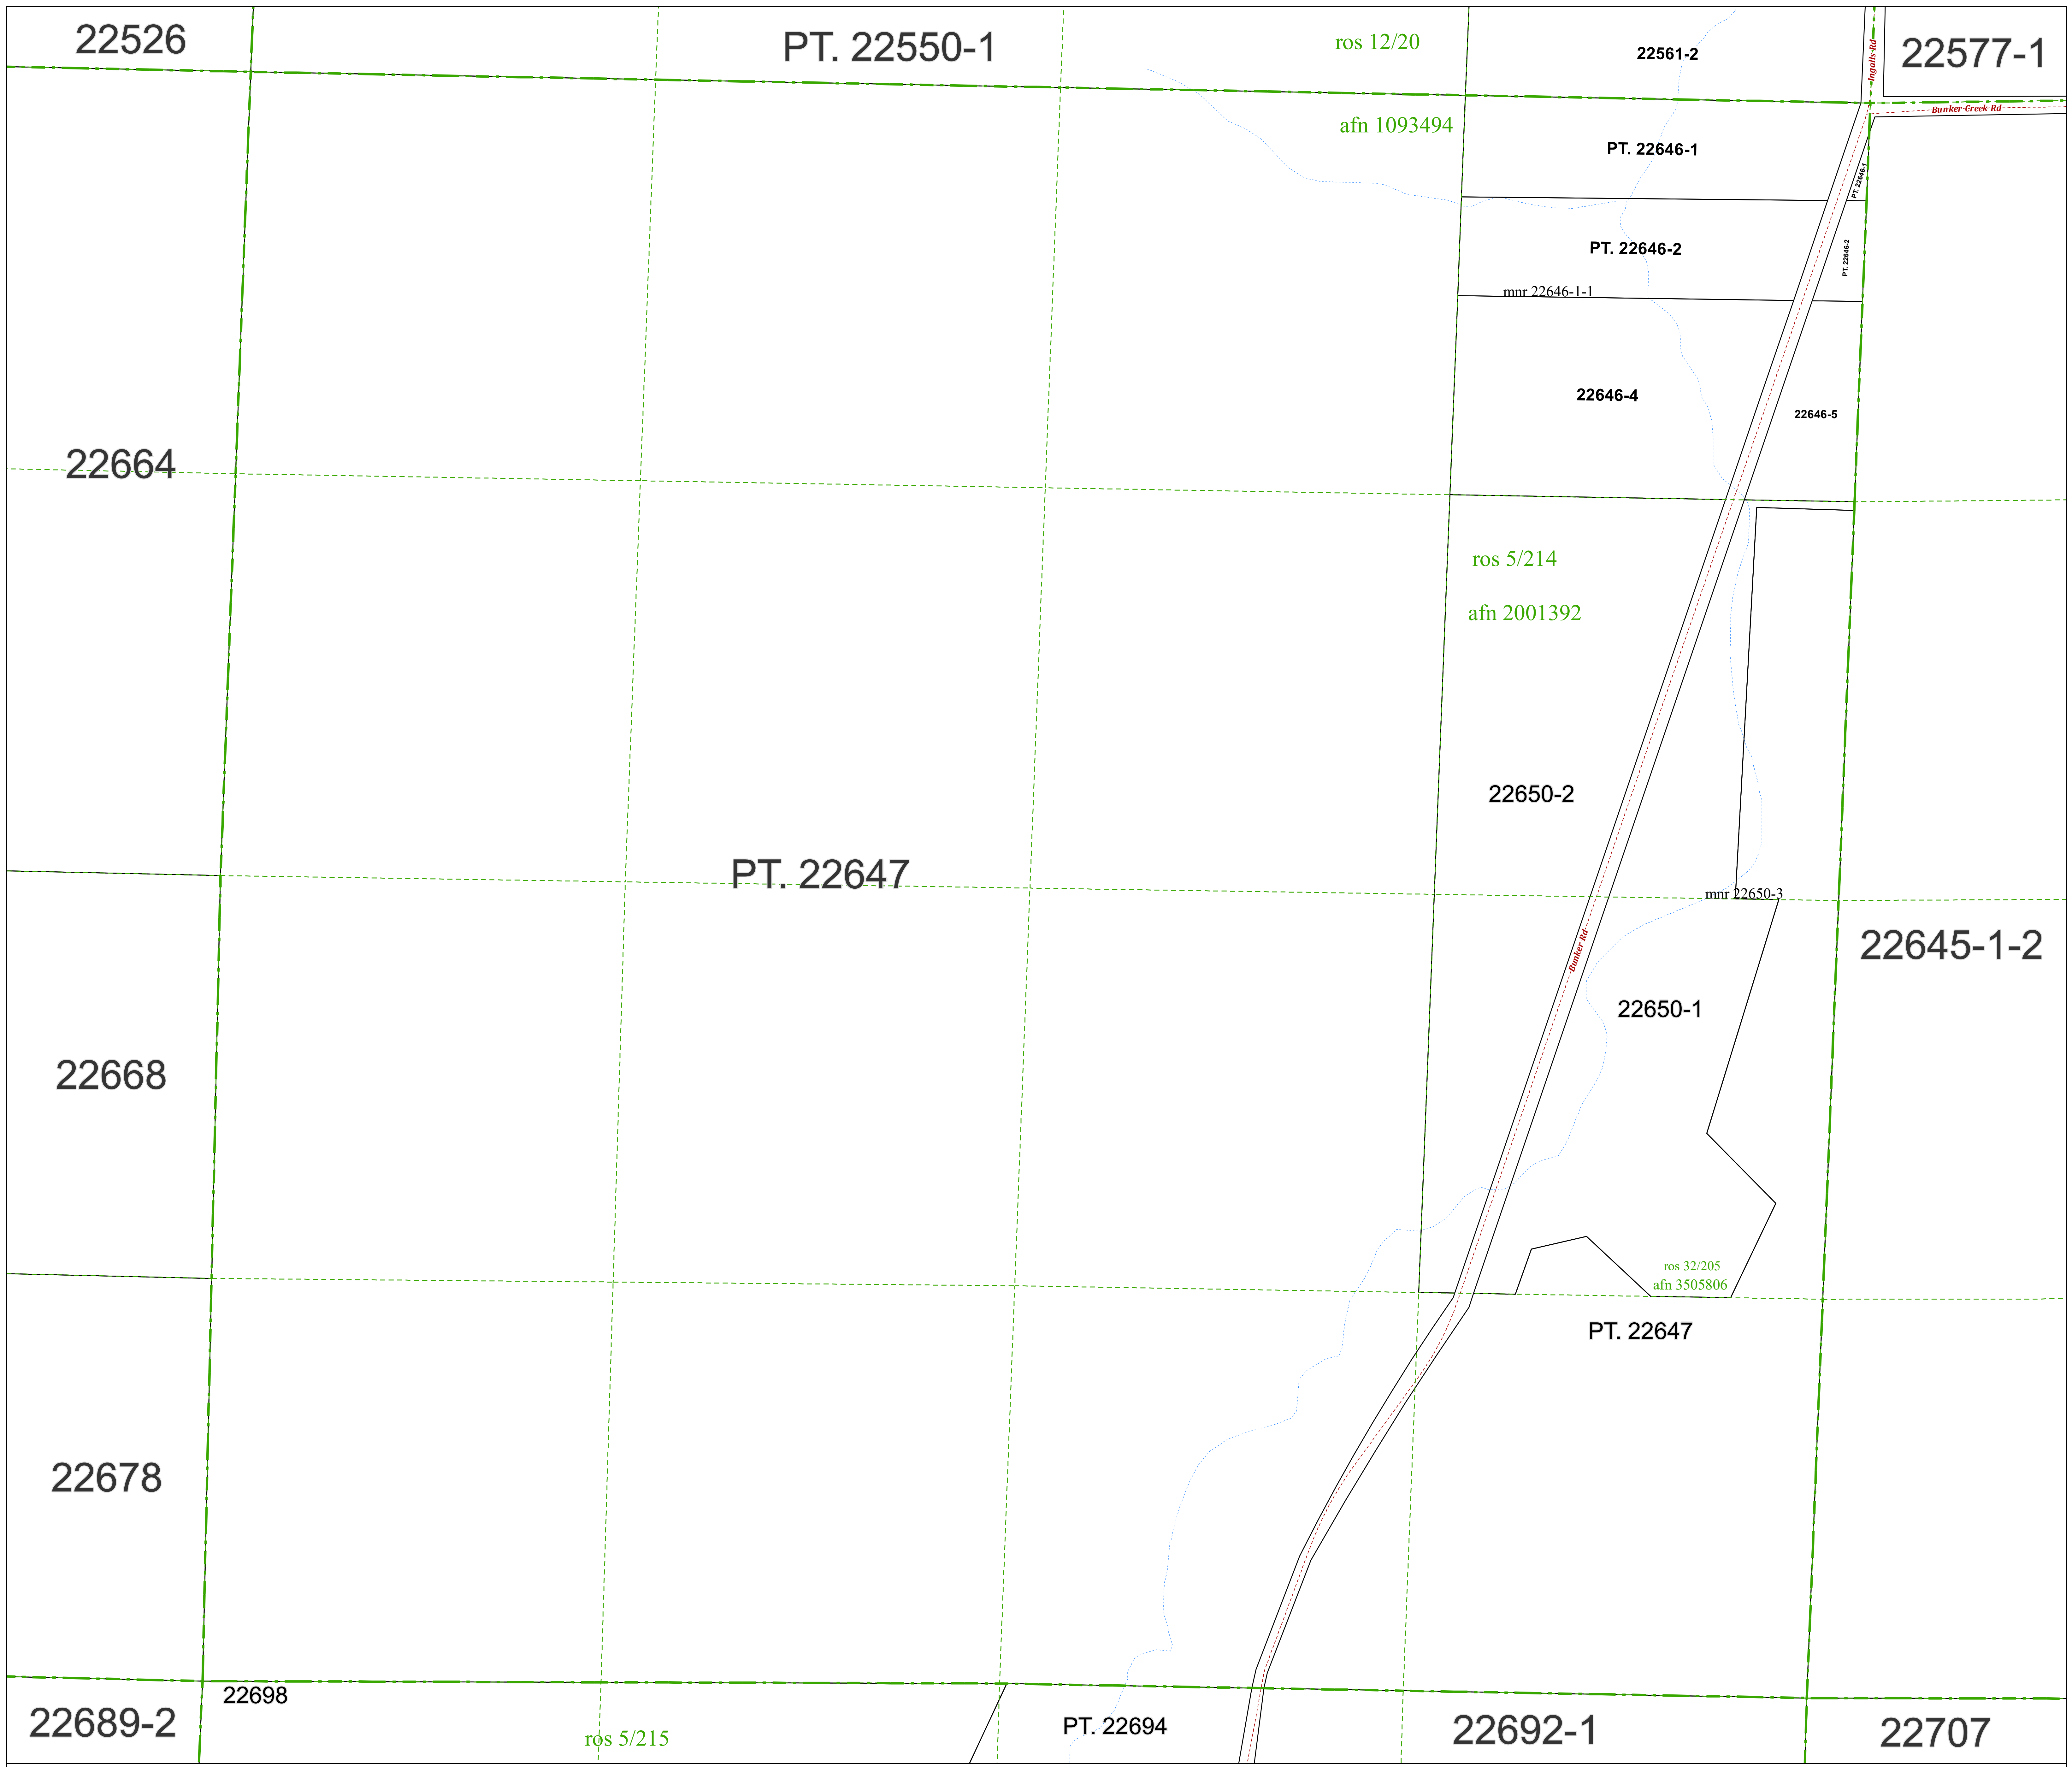 22526
PT. 22550-1
ros 12/20
22561-2
Ingalls Rd
22577-1
Bunker Creek Rd
afn 1093494
PT. 22646-1
PT. 22646-1
PT. 22646-2
PT. 22646-2
mnr 22646-1-1
22646-4
22646-5
22664
ros 5/214
afn 2001392
22650-2
PT. 22647
mnr 22650-3
Bunker Rd
22645-1-2
22650-1
22668
ros 32/205
afn 3505806
PT. 22647
22678
22698
22689-2
ros 5/215
PT. 22694
22692-1
22707